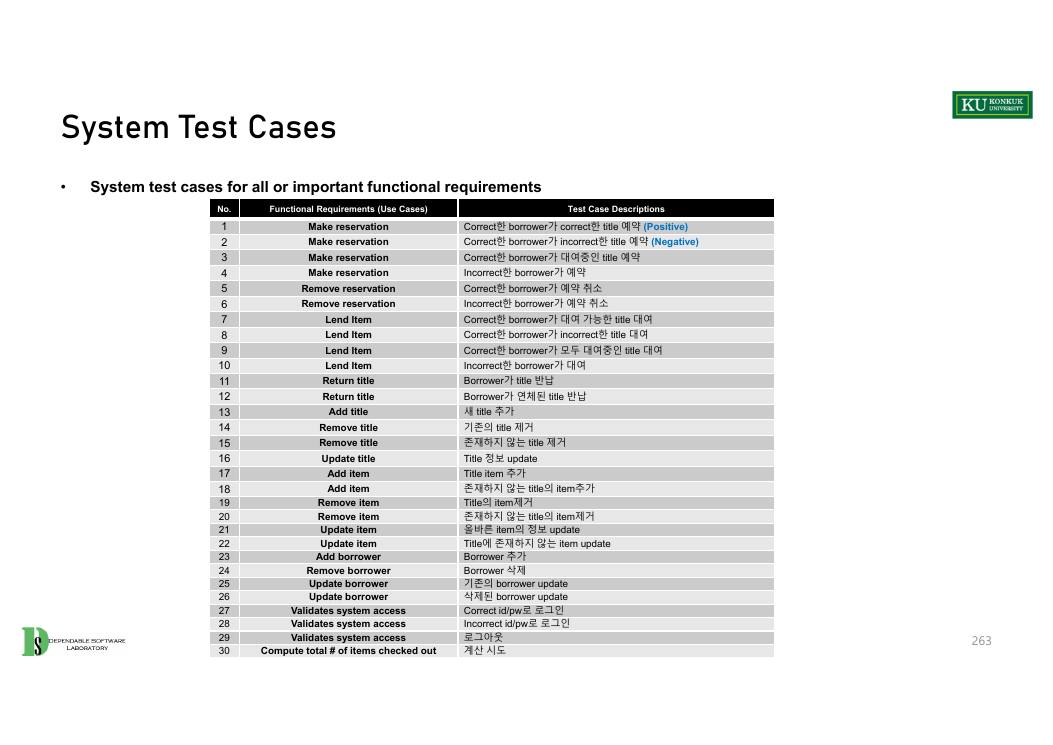 KU KONKUK UNIVERSITY
System Test Cases
• System test cases for all or important functional requirements
No. Functional Requirements (Use Cases) Test Case Descriptions
1 Make reservation Correct한 borrower가 correct한 title 예약 (Positive)
2 Make reservation Correct한 borrower가 incorrect한 title 예약 (Negative)
3 Make reservation Correct한 borrower가 대여중인 title 예약
4 Make reservation Incorrect한 borrower가 예약
5 Remove reservation Correct한 borrower가 예약 취소
6 Remove reservation Incorrect한 borrower가 예약 취소
7 Lend Item Correct한 borrower가 대여 가능한 title 대여
8 Lend Item Correct한 borrower가 incorrect한 title 대여
9 Lend Item Correct한 borrower가 모두 대여중인 title 대여
10 Lend Item Incorrect한 borrower가 대여
11 Return title Borrower가 title 반납
12 Return title Borrower가 연체된 title 반납
13 Add title 새 title 추가
14 Remove title 기존의 title 제거
15 Remove title 존재하지 않는 title 제거
16 Update title Title 정보 update
17 Add item Title item 추가
18 Add item 존재하지 않는 title의 item추가
19 Remove item Title의 item제거
20 Remove item 존재하지 않는 title의 item제거
21 Update item 올바른 item의 정보 update
22 Update item Title에 존재하지 않는 item update
23 Add borrower Borrower 추가
24 Remove borrower Borrower 삭제
25 Update borrower 기존의 borrower update
26 Update borrower 삭제된 borrower update
27 Validates system access Correct id/pw로 로그인
28 Validates system access Incorrect id/pw로 로그인
29 Validates system access 로그아웃
30 Compute total # of items checked out 계산 시도
DS DEPENDABLE SOFTWARE
LABORATORY
263